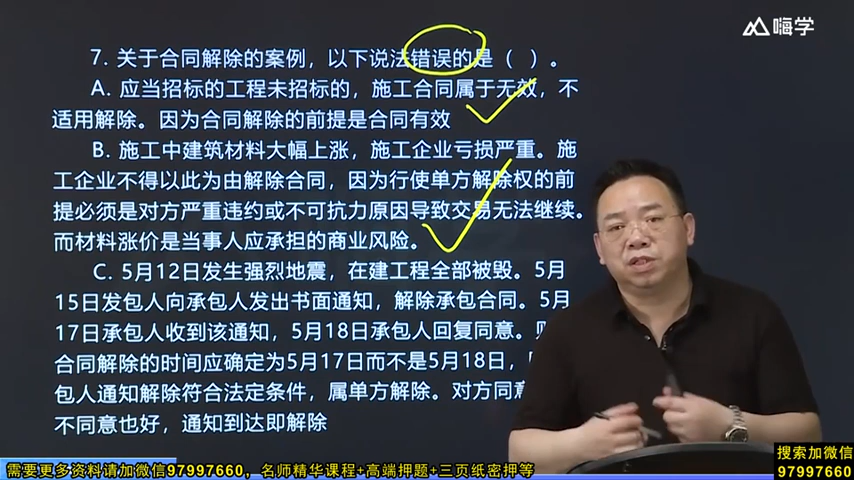 嗨学
7. 关于合同解除的案例，以下说法错误的是（ ）。
A. 应当招标的工程未招标的，施工合同属于无效，不
适用解除。因为合同解除的前提是合同有效
B. 施工中建筑材料大幅上涨，施工企业亏损严重。施
工企业不得以此为由解除合同，因为行使单方解除权的前
提必须是对方严重违约或不可抗力原因导致交易无法继续。
而材料涨价是当事人应承担的商业风险。
C. 5月12日发生强烈地震，在建工程全部被毁。5月
15日发包人向承包人发出书面通知，解除承包合同。5月
17日承包人收到该通知，5月18日承包人回复同意。
合同解除的时间应确定为5月17日而不是5月18日，
包人通知解除符合法定条件，属单方解除。对方同意
不同意也好，通知到达即解除
需要更多资料请加微信97997660，名师精华课程+高端押题+三页纸密押等
搜索加微信
97997660